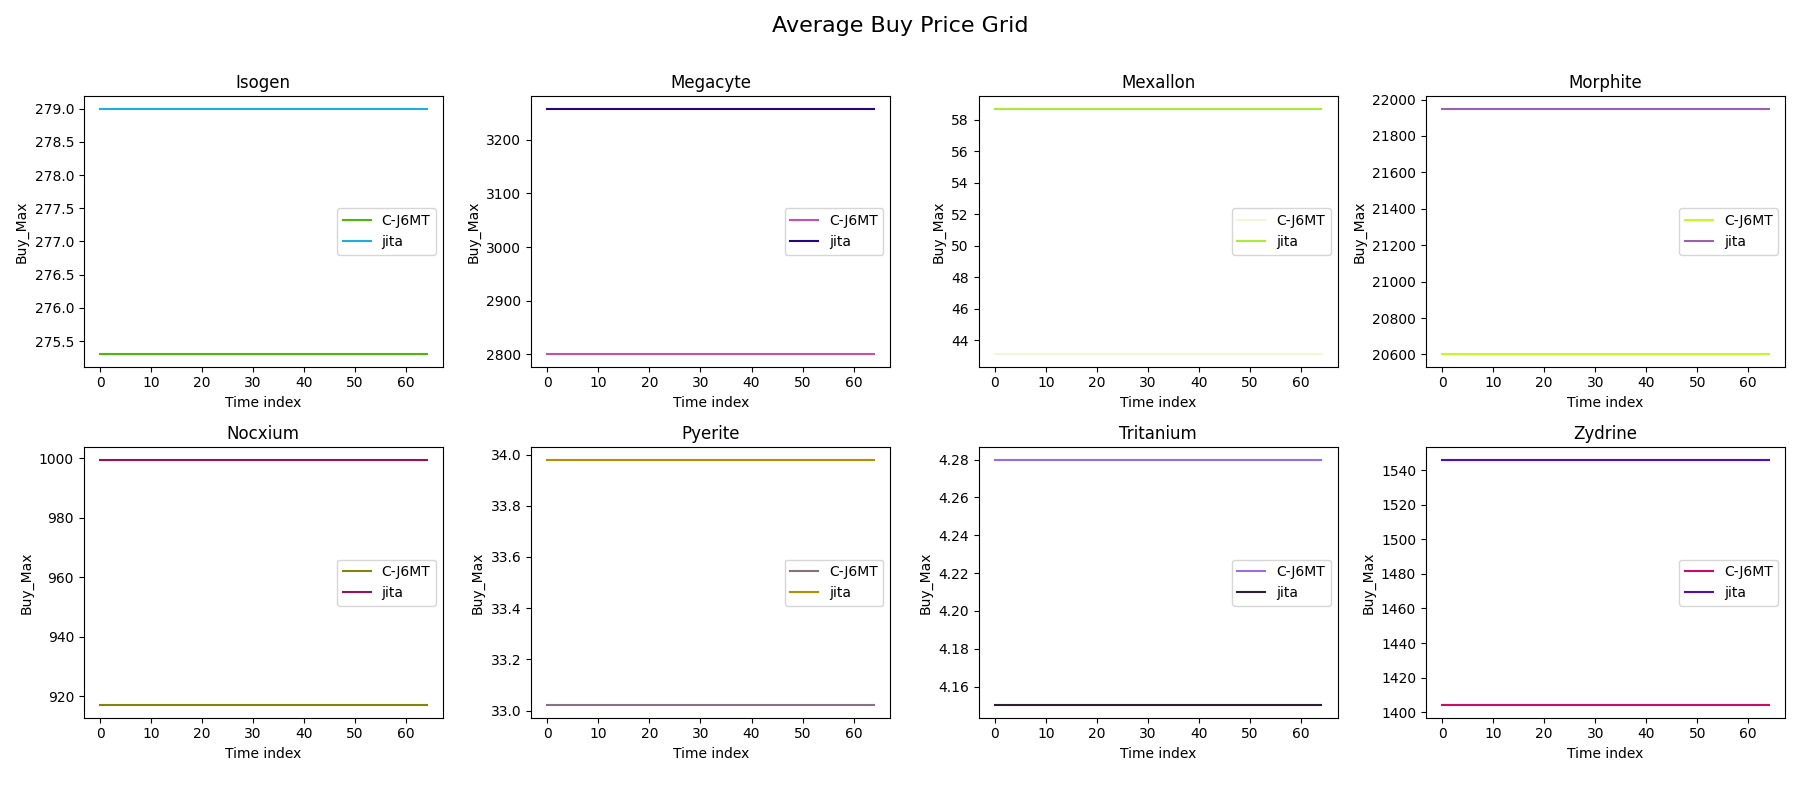 Average Buy Price Grid
Isogen
Buy_Max
279.0
278.5
278.0
277.5
277.0
276.5
276.0
275.5
C-J6MT
jita
0 10 20 30 40 50 60
Time index
Megacyte
Buy_Max
3200
3100
3000
2900
2800
C-J6MT
jita
0 10 20 30 40 50 60
Time index
Mexallon
Buy_Max
58
56
54
52
50
48
46
44
C-J6MT
jita
0 10 20 30 40 50 60
Time index
Morphite
Buy_Max
22000
21800
21600
21400
21200
21000
20800
20600
C-J6MT
jita
0 10 20 30 40 50 60
Time index
Nocxium
Buy_Max
1000
980
960
940
920
C-J6MT
jita
0 10 20 30 40 50 60
Time index
Pyerite
Buy_Max
34.0
33.8
33.6
33.4
33.2
33.0
C-J6MT
jita
0 10 20 30 40 50 60
Time index
Tritanium
Buy_Max
4.28
4.26
4.24
4.22
4.20
4.18
4.16
C-J6MT
jita
0 10 20 30 40 50 60
Time index
Zydrine
Buy_Max
1540
1520
1500
1480
1460
1440
1420
1400
C-J6MT
jita
0 10 20 30 40 50 60
Time index